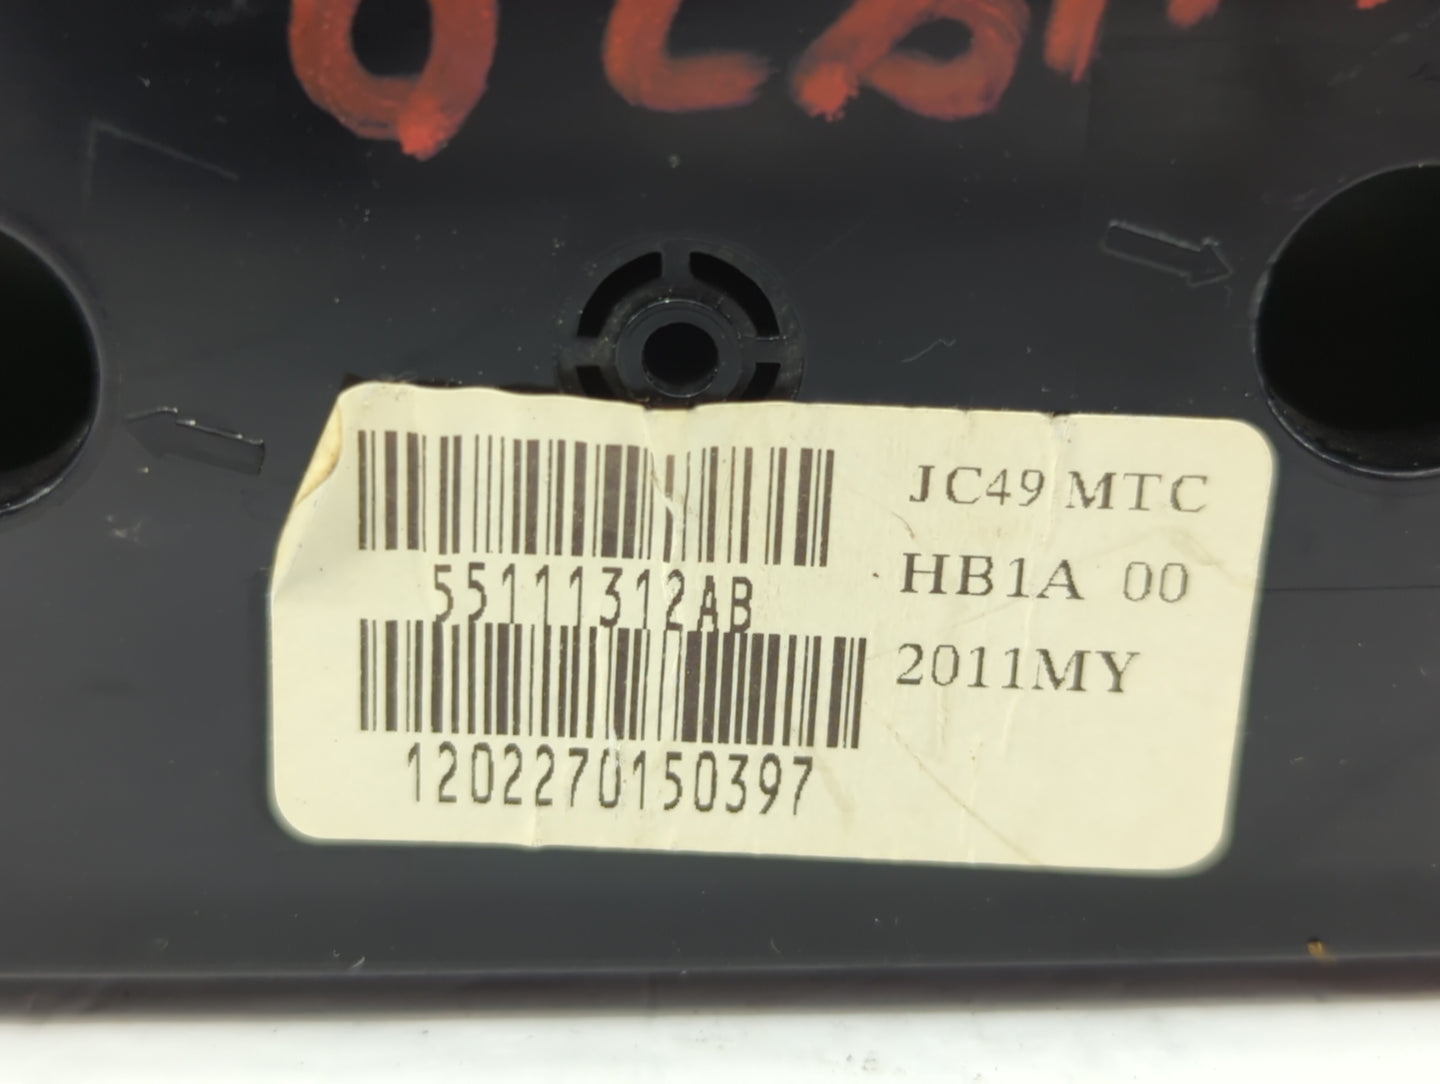 JC49 MTC
55111312AB
HB1A 00
2011MY
1202270150397